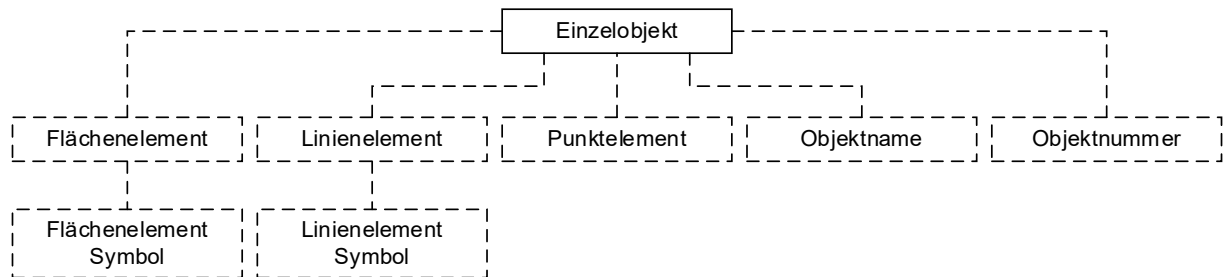 Einzelobjekt
Flächenelement
Linienelement
Punktelement
Objektname
Objektnummer
Flächenelement
Symbol
Linienelement
Symbol